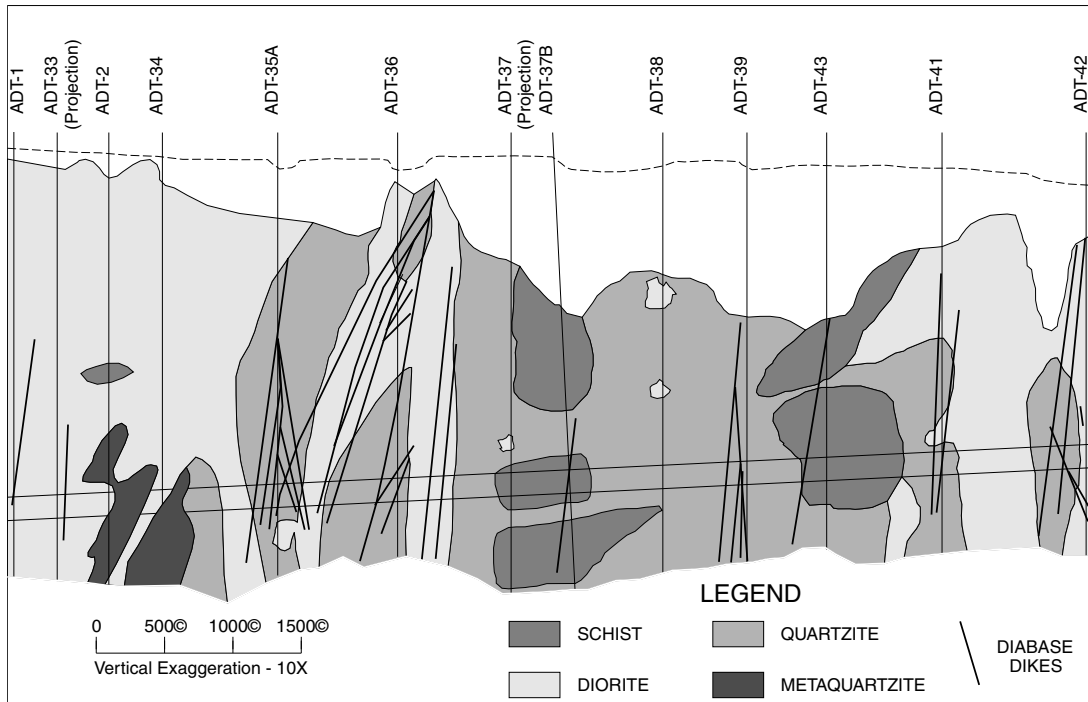 ADT-1
ADT-33
(Projection)
ADT-2
ADT-34
ADT-35A
ADT-36
ADT-37
(Projection)
ADT-37B
ADT-38
ADT-39
ADT-43
ADT-41
ADT-42
LEGEND
0 500© 1000© 1500©
Vertical Exaggeration - 10X
SCHIST
QUARTZITE
DIORITE
METAQUARTZITE
DIABASE
DIKES